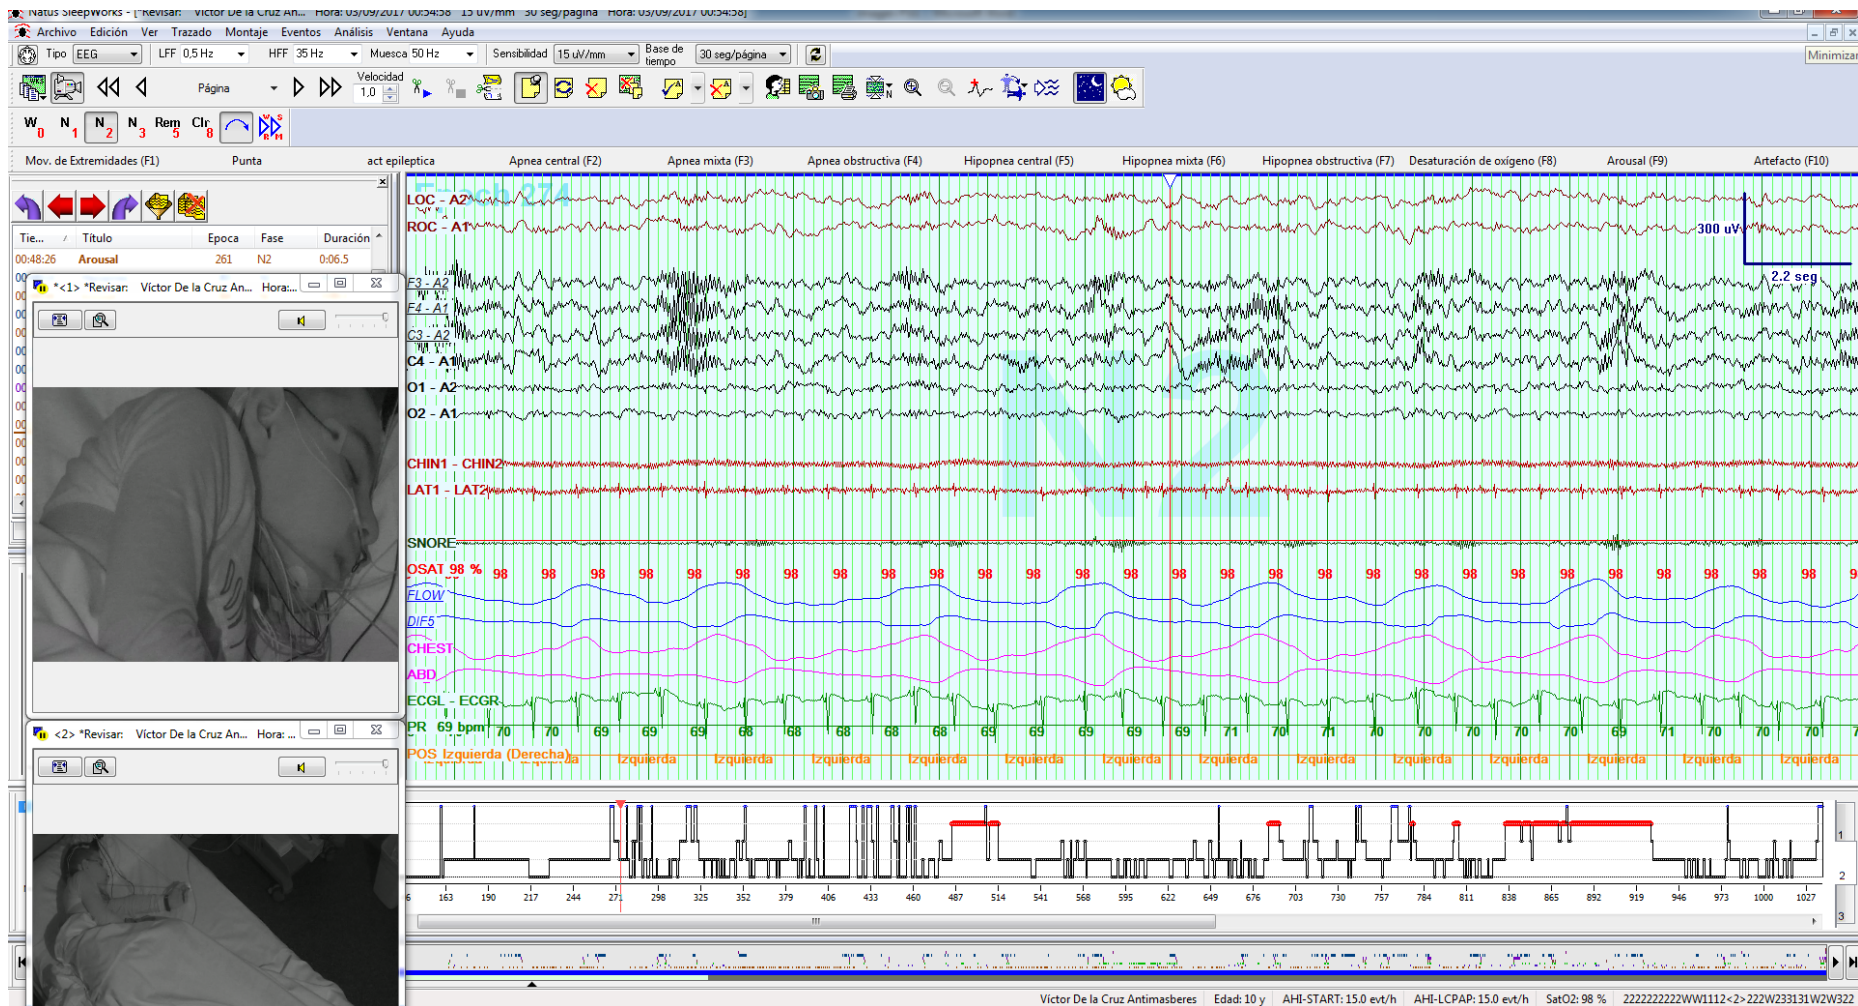 Natus SleepWorks - [*Revisar: Víctor De la Cruz An... Hora: 03/09/2017 00:54:58 15 uV/mm 30 seg/página Hora: 03/09/2017 00:54:58]
Archivo Edición Ver Trazado Montaje Eventos Análisis Ventana Ayuda
Tipo EEG LFF 0,5 Hz HFF 35 Hz Muesca 50 Hz Sensibilidad 15 uV/mm Base de tiempo 30 seg/página
Minimizar
Página Velocidad 1,0
W 0 N 1 N 2 N 3 Rem 5 Clr 8
Mov. de Extremidades (F1) Punta act epileptica Apnea central (F2) Apnea mixta (F3) Apnea obstructiva (F4) Hipopnea central (F5) Hipopnea mixta (F6) Hipopnea obstructiva (F7) Desaturación de oxígeno (F8) Arousal (F9) Artefacto (F10)
Tie... Título Epoca Fase Duración
00:48:26 Arousal 261 N2 0:06.5
*<1> *Revisar: Víctor De la Cruz An... Hora:...
<2> *Revisar: Víctor De la Cruz An... Hora: ...
Epoch 274
N2
LOC - A2
ROC - A1
300 uV
2.2 seg
F3 - A2
F4 - A1
C3 - A2
C4 - A1
O1 - A2
O2 - A1
CHIN1 - CHIN2
LAT1 - LAT2
SNORE
OSAT 98 % 98 98 98 98 98 98 98 98 98 98 98 98 98 98 98 98 98 98 98 98 98 98 98 98 98 98 98 98
FLOW
DIF5
CHEST
ABD
ECGL - ECGR
PR 69 bpm 70 70 69 69 69 69 68 68 68 68 69 69 69 69 69 71 70 71 70 70 70 70 69 71 70 70 70 70
POS Izquierda (Derecha) Izquierda Izquierda Izquierda Izquierda Izquierda Izquierda Izquierda Izquierda Izquierda Izquierda Izquierda Izquierda Izquierda
1
2
3
163 190 217 244 271 298 325 352 379 406 433 460 487 514 541 568 595 622 649 676 703 730 757 784 811 838 865 892 919 946 973 1000 1027
Víctor De la Cruz Antimasberes Edad: 10 y AHI-START: 15.0 evt/h AHI-LCPAP: 15.0 evt/h SatO2: 98 % 2222222222WW1112<2>222W233131W2W322